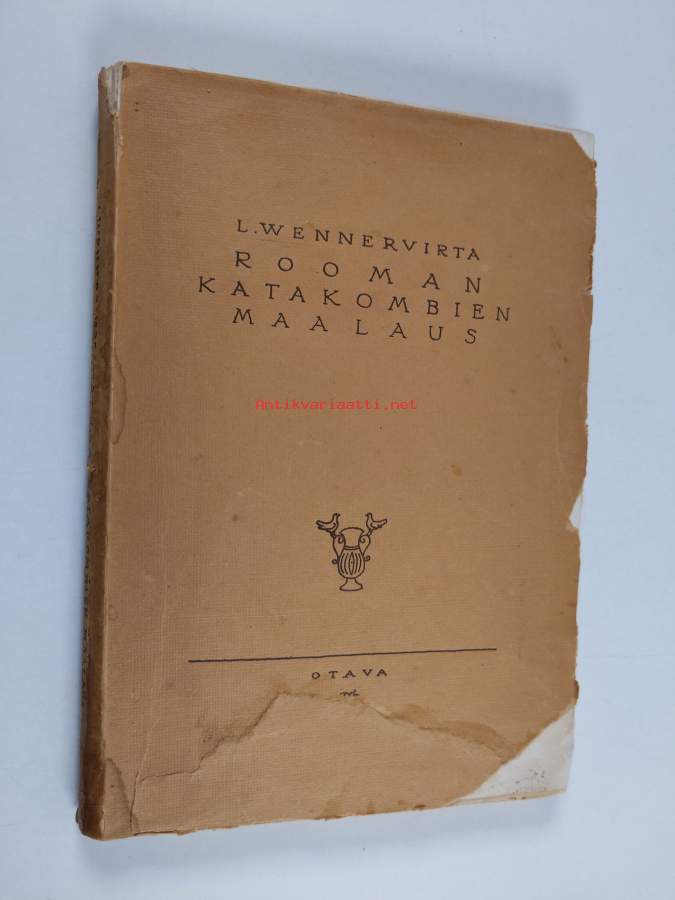 L. WENNERVIRTA
ROOMAN
KATAKOMBIEN
MAALAUS
Antikvariaatti.net
OTAVA